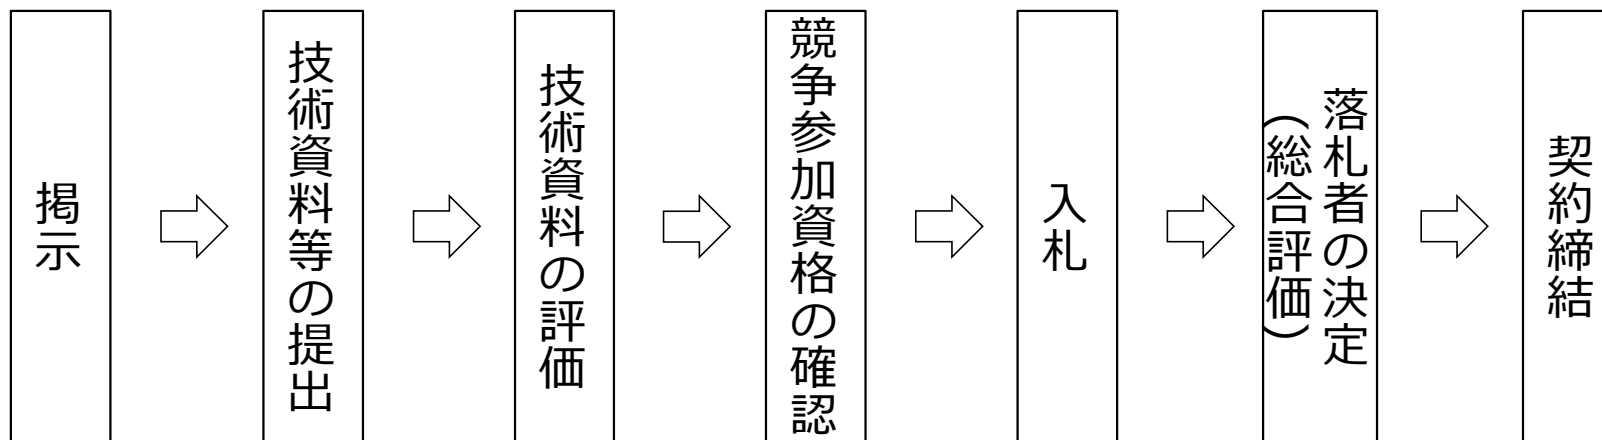 掲示
技術資料等の提出
技術資料の評価
競争参加資格の確認
入札
落札者の決定
(総合評価)
契約締結